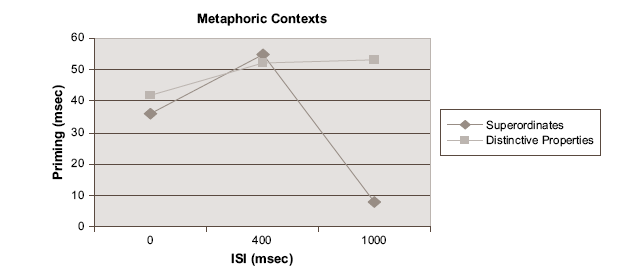 Metaphoric Contexts
60
50
40
30
20
10
0
Priming (msec)
0 400 1000
ISI (msec)
Superordinates
Distinctive Properties